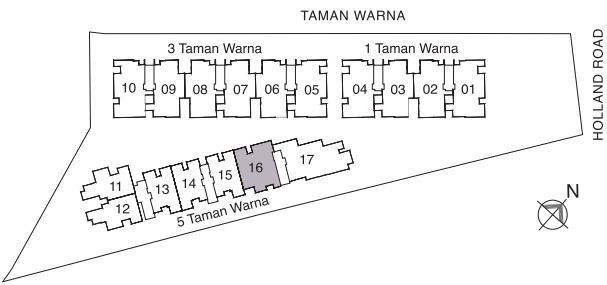 TAMAN WARNA
3 Taman Warna
1 Taman Warna
HOLLAND ROAD
10 09 08 07 06 05 04 03 02 01
11 12 13 14 15 16 17
5 Taman Warna
N